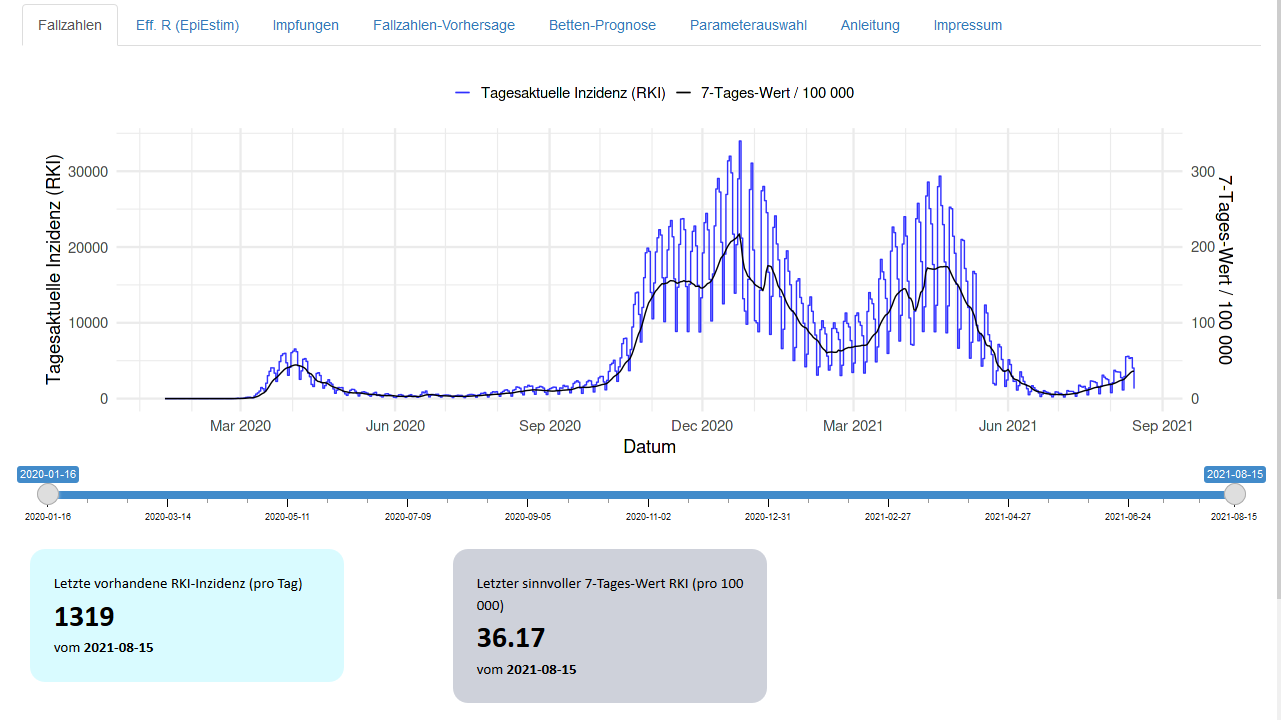 Fallzahlen Eff. R (EpiEstim) Impfungen Fallzahlen-Vorhersage Betten-Prognose Parameterauswahl Anleitung Impressum
Tagesaktuelle Inzidenz (RKI) 7-Tages-Wert / 100 000
Tagesaktuelle Inzidenz (RKI)
30000
20000
10000
0
300
200
100
0
7-Tages-Wert / 100 000
Mar 2020 Jun 2020 Sep 2020 Dec 2020 Mar 2021 Jun 2021 Sep 2021
Datum
2020-01-16 2021-08-15
2020-01-16 2020-03-14 2020-05-11 2020-07-09 2020-09-05 2020-11-02 2020-12-31 2021-02-27 2021-04-27 2021-06-24 2021-08-15
Letzte vorhandene RKI-Inzidenz (pro Tag)
1319
vom 2021-08-15
Letzter sinnvoller 7-Tages-Wert RKI (pro 100
000)
36.17
vom 2021-08-15